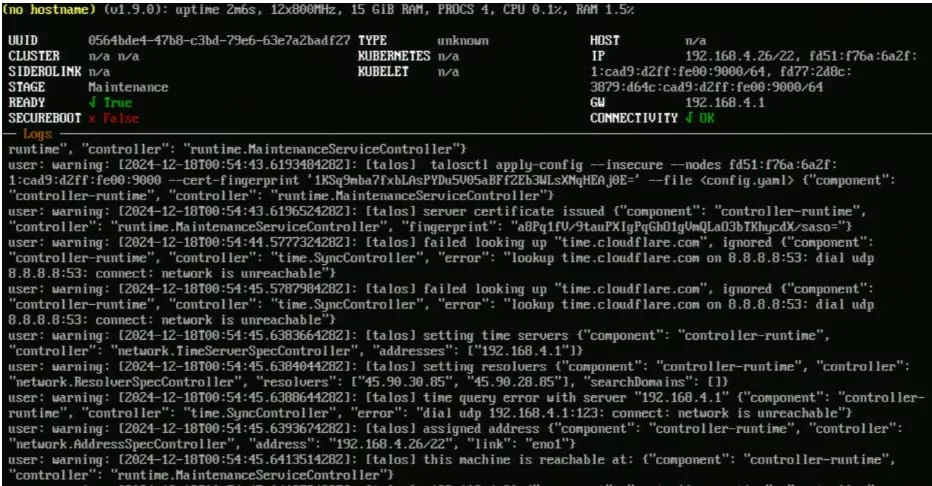 (no hostname) (v1.9.0): uptime 2m6s, 12x800MHz, 15 GiB RAM, PROCS 4, CPU 0.1%, RAM 1.5%
UUID 0564bde4-47b8-c3bd-79e6-63e7a2badf27 TYPE unknown HOST n/a
CLUSTER n/a n/a KUBERNETES n/a IP 192.168.4.26/22, fd51:f76a:6a2f:
SIDEROLINK n/a KUBELET n/a 1:cad9:d2ff:fe00:9000/64, fd77:2d8c:
STAGE Maintenance 3879:d64c:cad9:d2ff:fe00:9000/64
READY √ True GW 192.168.4.1
SECUREBOOT x False CONNECTIVITY √ OK
Logs
runtime", "controller": "runtime.MaintenanceServiceController"}
user: warning: [2024-12-18T00:54:43.619348428Z]: [talos]  talosctl apply-config --insecure --nodes fd51:f76a:6a2f:
1:cad9:d2ff:fe00:9000 --cert-fingerprint '1KSq9mba7fxbLAsPYDu5V05aBFfZEb3WLsXMqHEAj0E=' --file <config.yaml> {"component":
"controller-runtime", "controller": "runtime.MaintenanceServiceController"}
user: warning: [2024-12-18T00:54:43.619652428Z]: [talos] server certificate issued {"component": "controller-runtime",
"controller": "runtime.MaintenanceServiceController", "fingerprint": "a8Pq1fV/9tauPXIgPqGhO1gVmQLaO3bTKhycdX/saso="}
user: warning: [2024-12-18T00:54:44.577732428Z]: [talos] failed looking up "time.cloudflare.com", ignored {"component":
"controller-runtime", "controller": "time.SyncController", "error": "lookup time.cloudflare.com on 8.8.8.8:53: dial udp
8.8.8.8:53: connect: network is unreachable"}
user: warning: [2024-12-18T00:54:45.578798428Z]: [talos] failed looking up "time.cloudflare.com", ignored {"component":
"controller-runtime", "controller": "time.SyncController", "error": "lookup time.cloudflare.com on 8.8.8.8:53: dial udp
8.8.8.8:53: connect: network is unreachable"}
user: warning: [2024-12-18T00:54:45.638366428Z]: [talos] setting time servers {"component": "controller-runtime",
"controller": "network.TimeServerSpecController", "addresses": ["192.168.4.1"]}
user: warning: [2024-12-18T00:54:45.638404428Z]: [talos] setting resolvers {"component": "controller-runtime", "controller":
"network.ResolverSpecController", "resolvers": ["45.90.30.85", "45.90.28.85"], "searchDomains": []}
user: warning: [2024-12-18T00:54:45.638864428Z]: [talos] time query error with server "192.168.4.1" {"component": "controller-
runtime", "controller": "time.SyncController", "error": "dial udp 192.168.4.1:123: connect: network is unreachable"}
user: warning: [2024-12-18T00:54:45.639367428Z]: [talos] assigned address {"component": "controller-runtime", "controller":
"network.AddressSpecController", "address": "192.168.4.26/22", "link": "eno1"}
user: warning: [2024-12-18T00:54:45.641351428Z]: [talos] this machine is reachable at: {"component": "controller-runtime",
"controller": "runtime.MaintenanceServiceController"}